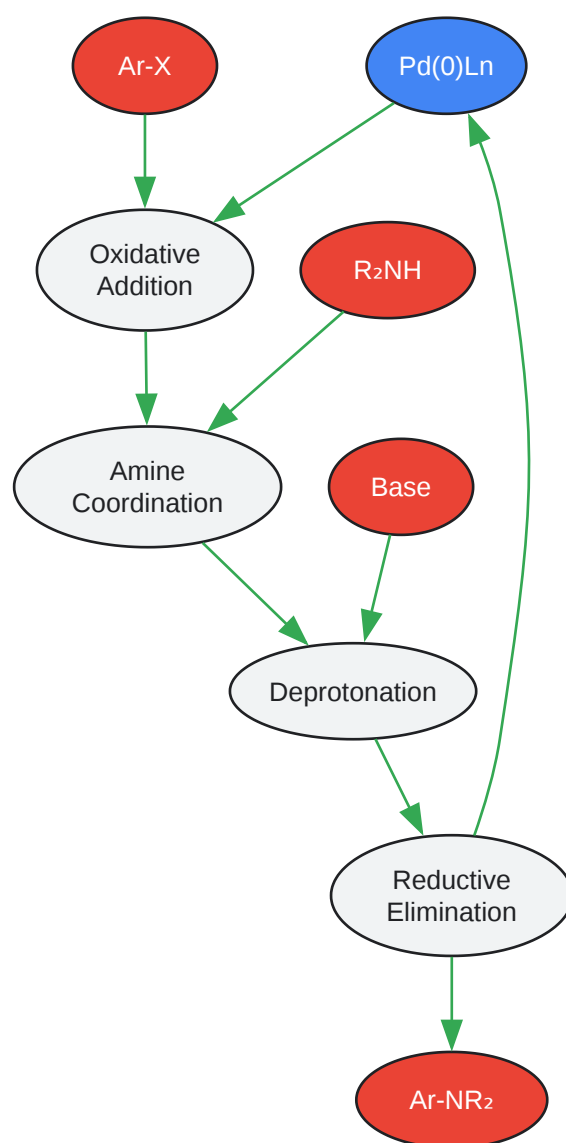 Ar-X
Pd(0)Ln
Oxidative
Addition
R₂NH
Amine
Coordination
Base
Deprotonation
Reductive
Elimination
Ar-NR₂